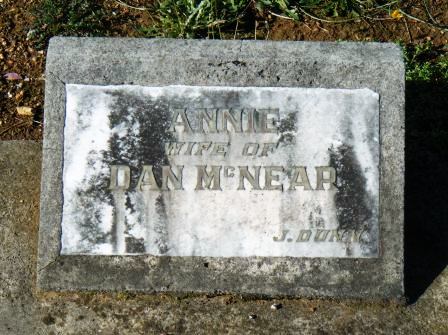 ANNIE
WIFE OF
DAN McNEAR
J. DUNN